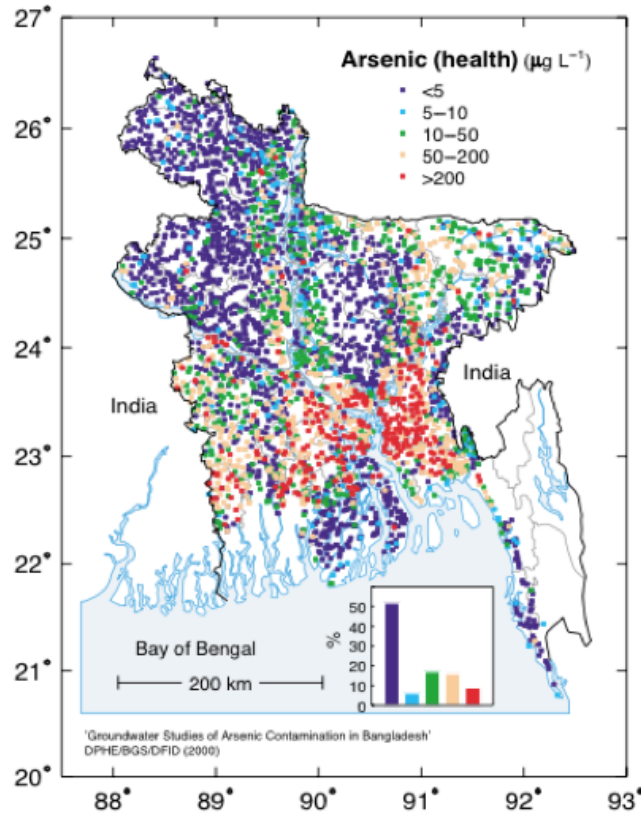 27°
26°
25°
24°
23°
22°
21°
20°
Arsenic (health) (µg L⁻¹)
<5
5–10
10–50
50–200
>200
India
India
Bay of Bengal
200 km
%
50
40
30
20
10
0
'Groundwater Studies of Arsenic Contamination in Bangladesh'
DPHE/BGS/DFID (2000)
88° 89° 90° 91° 92° 93°